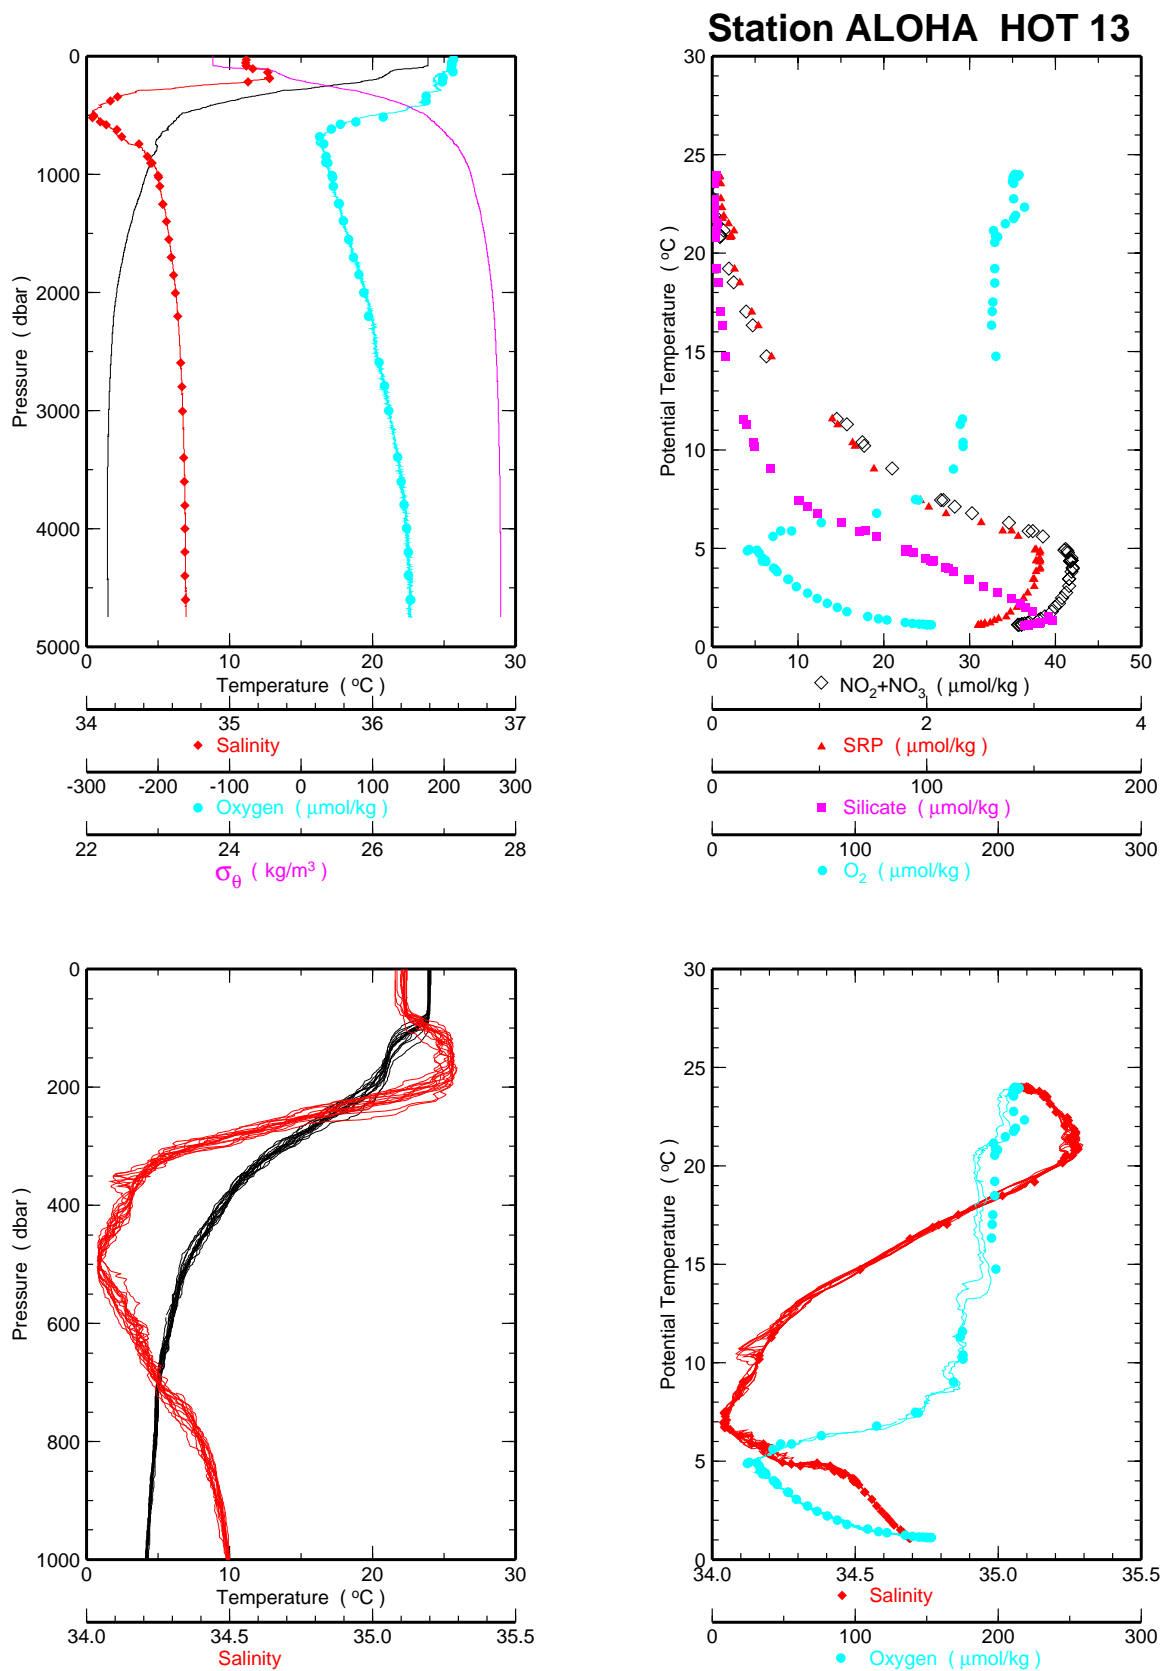 Station ALOHA HOT 13
0
1000
2000
3000
4000
5000
Pressure ( dbar)
0 10 20 30
Temperature ( °C)
34 35 36 37
Salinity
-300 -200 -100 0 100 200 300
Oxygen ( μmol/kg)
22 23 24 25 26 27 28
σθ ( kg/m³)
30
25
20
15
10
5
0
Potential Temperature ( °C)
0 10 20 30 40 50
NO₂+NO₃ ( μmol/kg)
0 2 4
SRP ( μmol/kg)
0 100 200
Silicate ( μmol/kg)
0 100 200 300
O₂ ( μmol/kg)
0
200
400
600
800
1000
Pressure ( dbar)
0 10 20 30
Temperature ( °C)
34.0 34.5 35.0 35.5
Salinity
30
25
20
15
10
5
0
Potential Temperature ( °C)
34.0 34.5 35.0 35.5
Salinity
0 100 200 300
Oxygen ( μmol/kg)